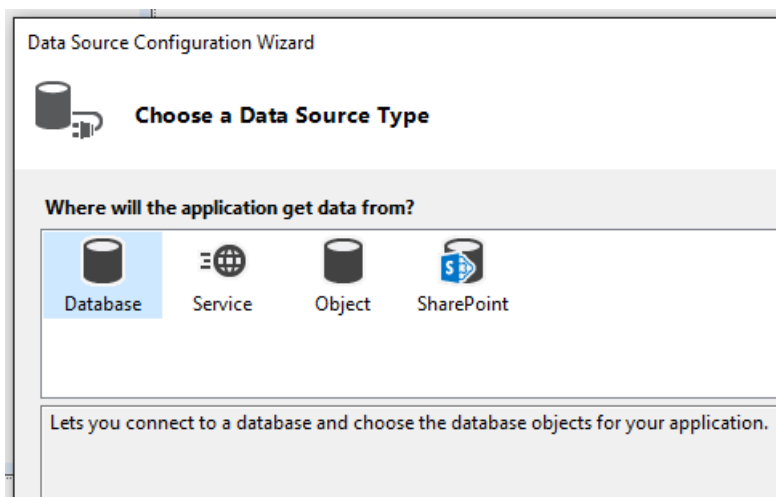 Data Source Configuration Wizard
Choose a Data Source Type
Where will the application get data from?
Database Service Object SharePoint
Lets you connect to a database and choose the database objects for your application.